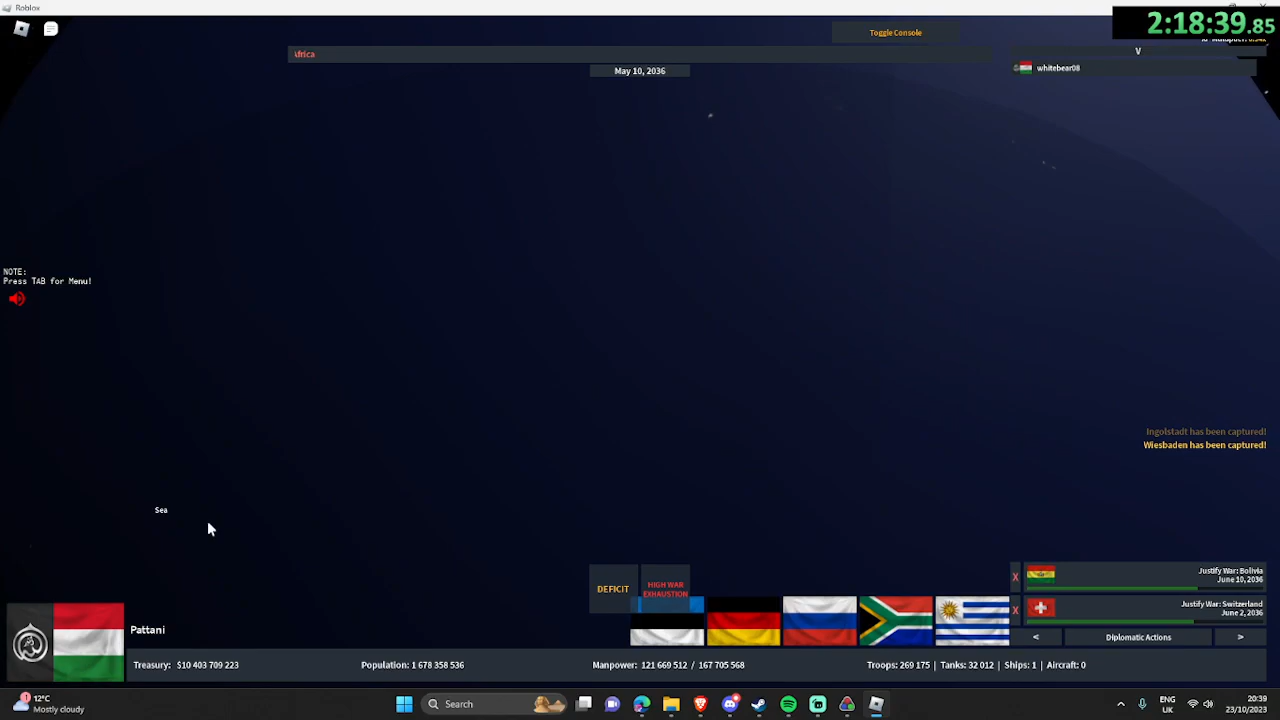 Roblox
2:18:39.85
Toggle Console
V
May 10, 2036
whitebear08
NOTE:
Press TAB for Menu!
Ingolstadt has been captured!
Wiesbaden has been captured!
Sea
DEFICIT
HIGH WAR
EXHAUSTION
X
Justify War: Bolivia
June 10, 2036
X
Justify War: Switzerland
June 2, 2036
Pattani
<
Diplomatic Actions
>
Treasury: $10 403 709 223
Population: 1 678 358 536
Manpower: 121 669 512 / 167 705 568
Troops: 269 175 | Tanks: 32 012 | Ships: 1 | Aircraft: 0
1
12°C
Mostly cloudy
Search
ENG
UK
20:39
23/10/2023